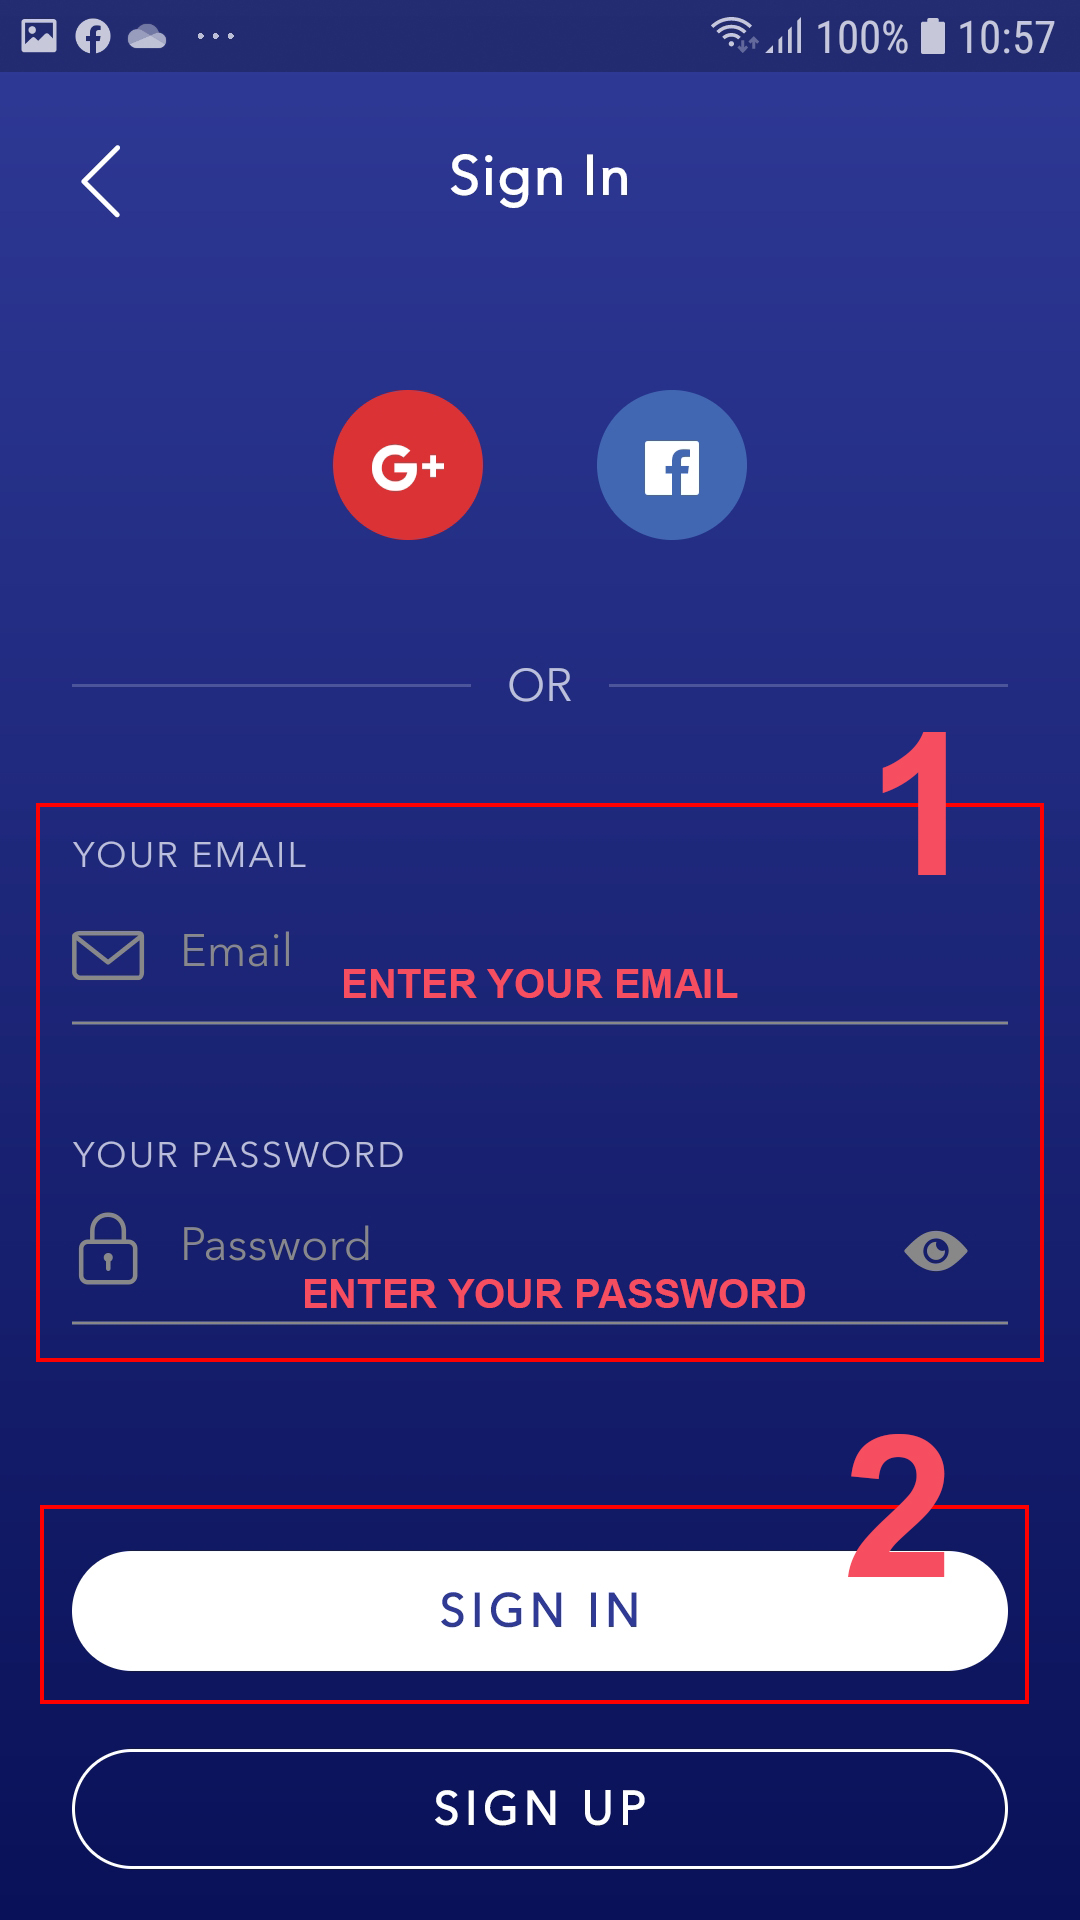 100% 10:57
Sign In
G+ f
OR
1
YOUR EMAIL
Email
ENTER YOUR EMAIL
YOUR PASSWORD
Password
ENTER YOUR PASSWORD
2
SIGN IN
SIGN UP